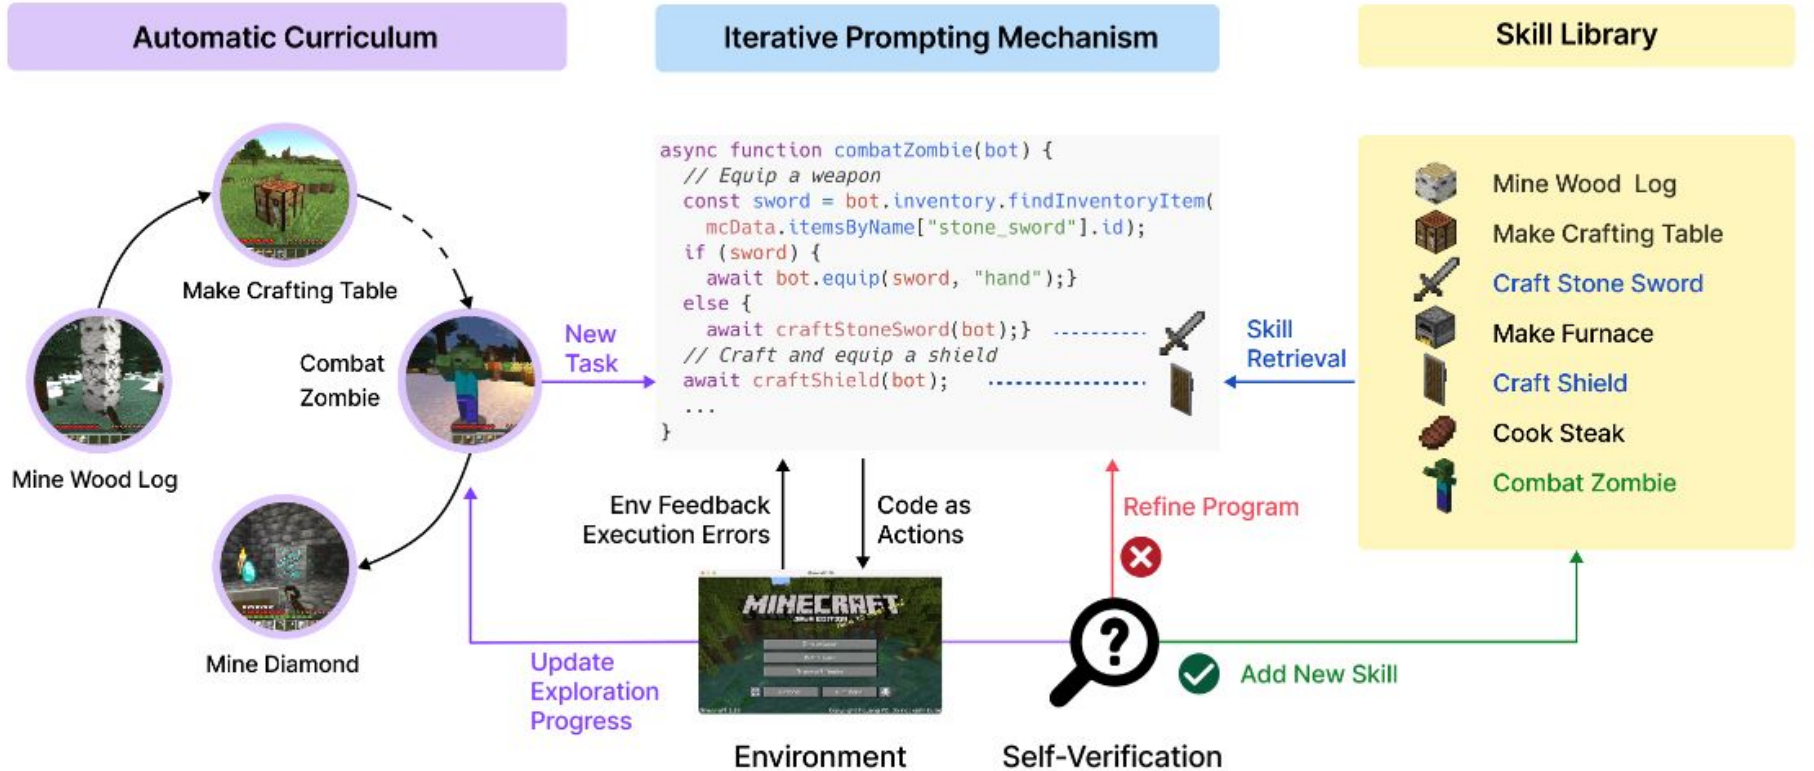 Automatic Curriculum
Iterative Prompting Mechanism
Skill Library
Make Crafting Table
Mine Wood Log
Combat
Zombie
Mine Diamond
New
Task
async function combatZombie(bot) {
// Equip a weapon
const sword = bot.inventory.findInventoryItem(
mcData.itemsByName["stone_sword"].id);
if (sword) {
await bot.equip(sword, "hand");}
else {
await craftStoneSword(bot);}
// Craft and equip a shield
await craftShield(bot);
...
}
Skill
Retrieval
Mine Wood Log
Make Crafting Table
Craft Stone Sword
Make Furnace
Craft Shield
Cook Steak
Combat Zombie
Env Feedback
Execution Errors
Code as
Actions
Refine Program
MINECRAFT
JAVA EDITION
?
Update
Exploration
Progress
Add New Skill
Environment
Self-Verification